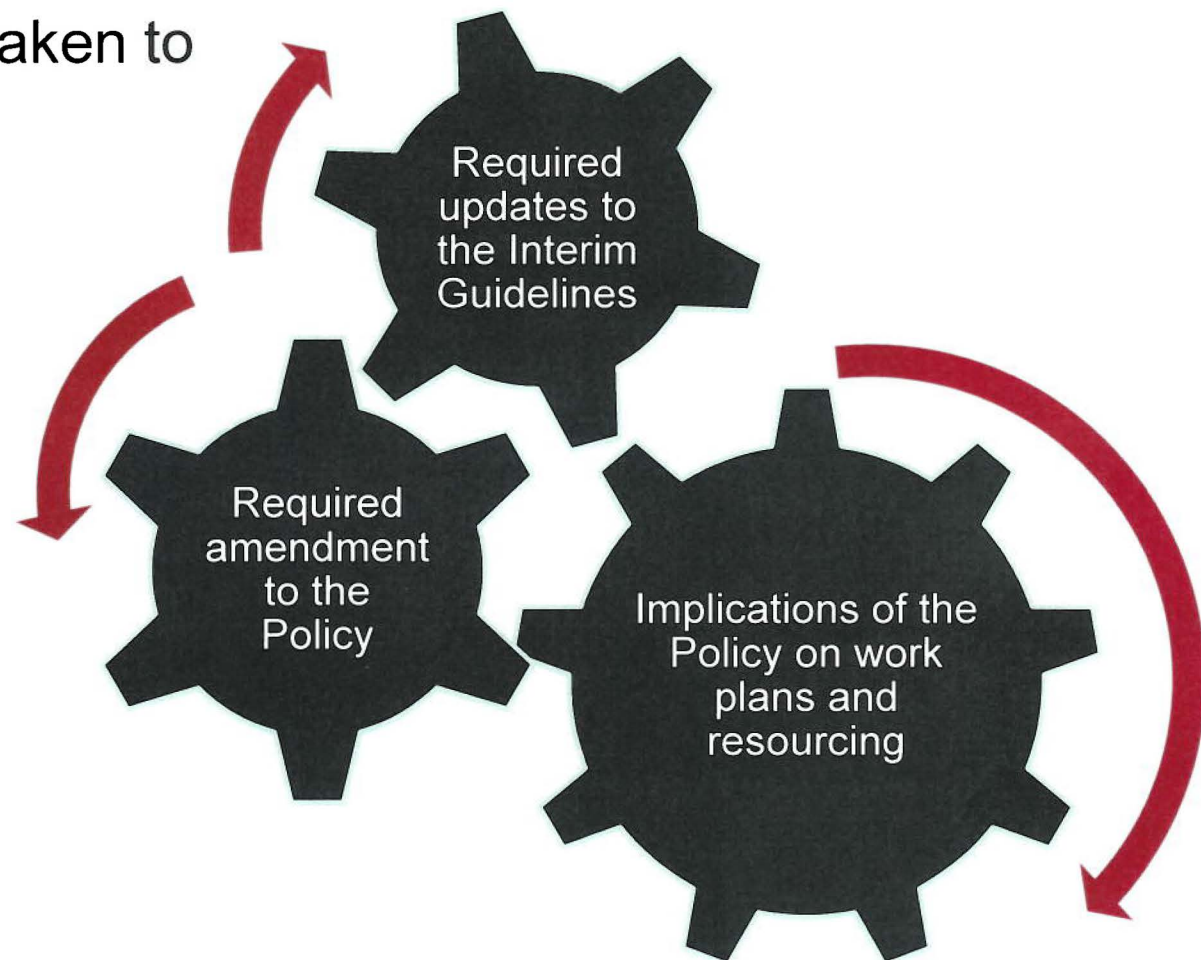 aken to
Required
updates to
the Interim
Guidelines
Required
amendment
to the
Policy
Implications of the
Policy on work
plans and
resourcing